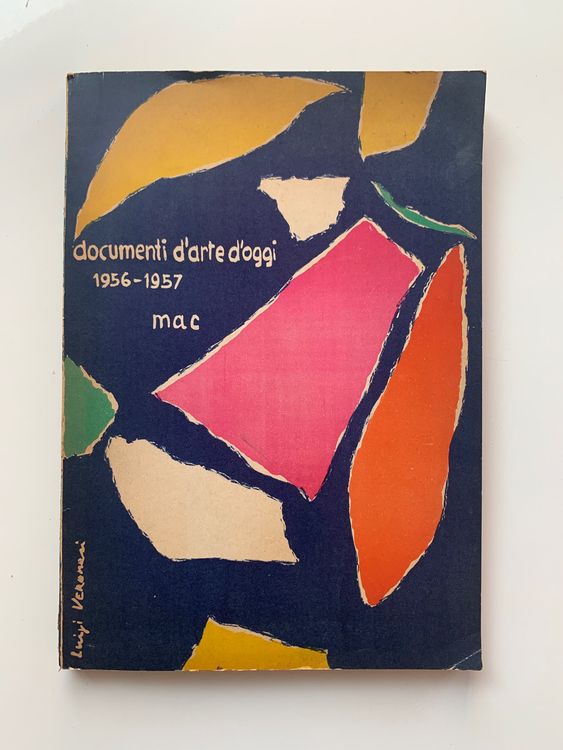 documenti d'arte d'oggi
1956-1957
mac
Luigi VERONESI